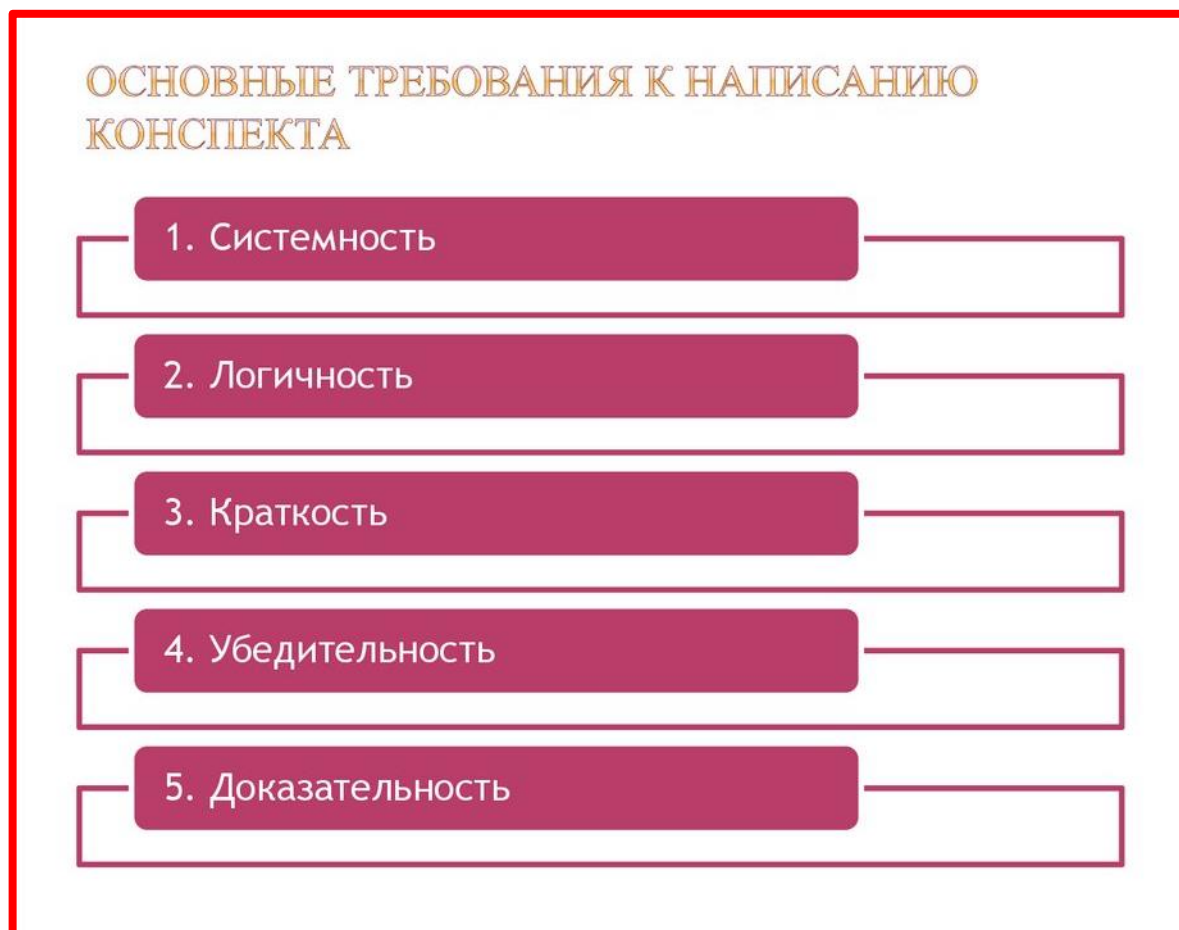 ОСНОВНЫЕ ТРЕБОВАНИЯ К НАПИСАНИЮ
КОНСПЕКТА
1. Системность
2. Логичность
3. Краткость
4. Убедительность
5. Доказательность